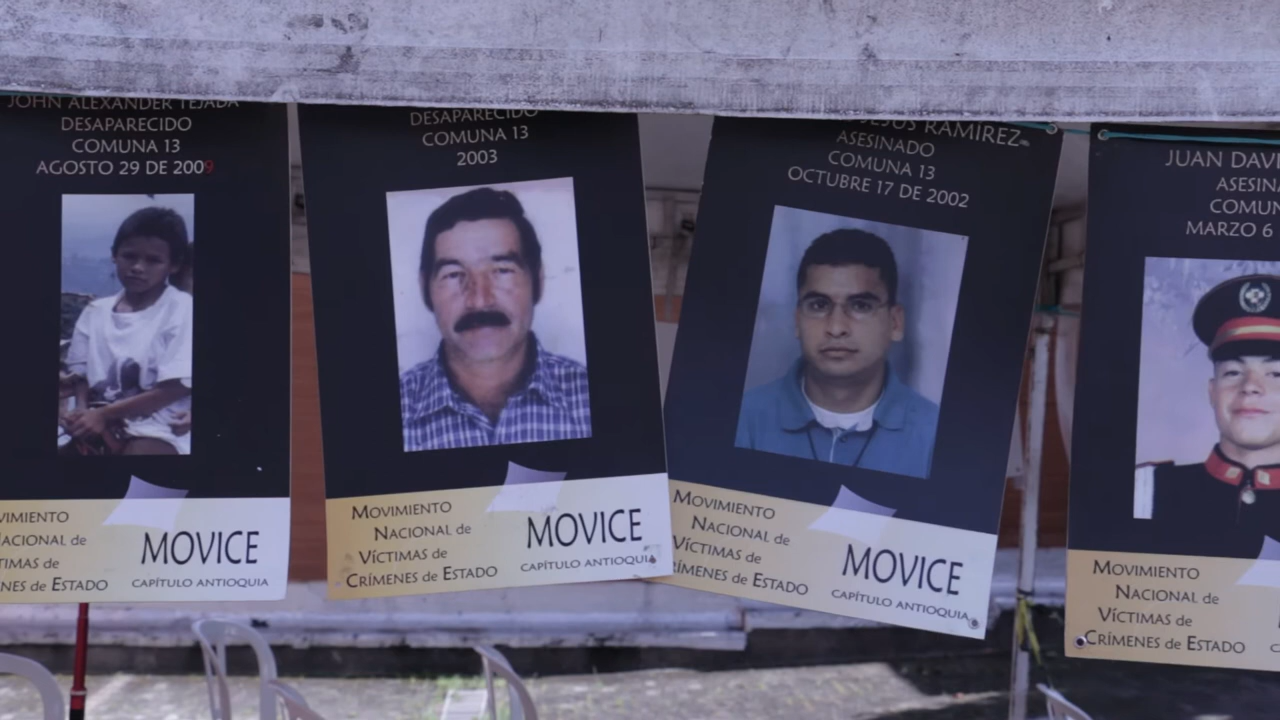 JOHN ALEXANDER TEJADA
DESAPARECIDO
COMUNA 13
AGOSTO 29 DE 2009
MOVIMIENTO
NACIONAL de
VÍCTIMAS de
CRÍMENES de ESTADO
MOVICE
CAPÍTULO ANTIOQUIA
DESAPARECIDO
COMUNA 13
2003
MOVIMIENTO
NACIONAL de
VÍCTIMAS de
CRÍMENES de ESTADO
MOVICE
CAPÍTULO ANTIOQUIA
JESUS RAMIREZ
ASESINADO
COMUNA 13
OCTUBRE 17 DE 2002
MOVIMIENTO
NACIONAL de
VÍCTIMAS de
CRÍMENES de ESTADO
MOVICE
CAPÍTULO ANTIOQUIA
JUAN DAVI
ASESINA
COMUN
MARZO 6
MOVIMIENTO
NACIONAL de
VÍCTIMAS de
CRÍMENES de ESTADO